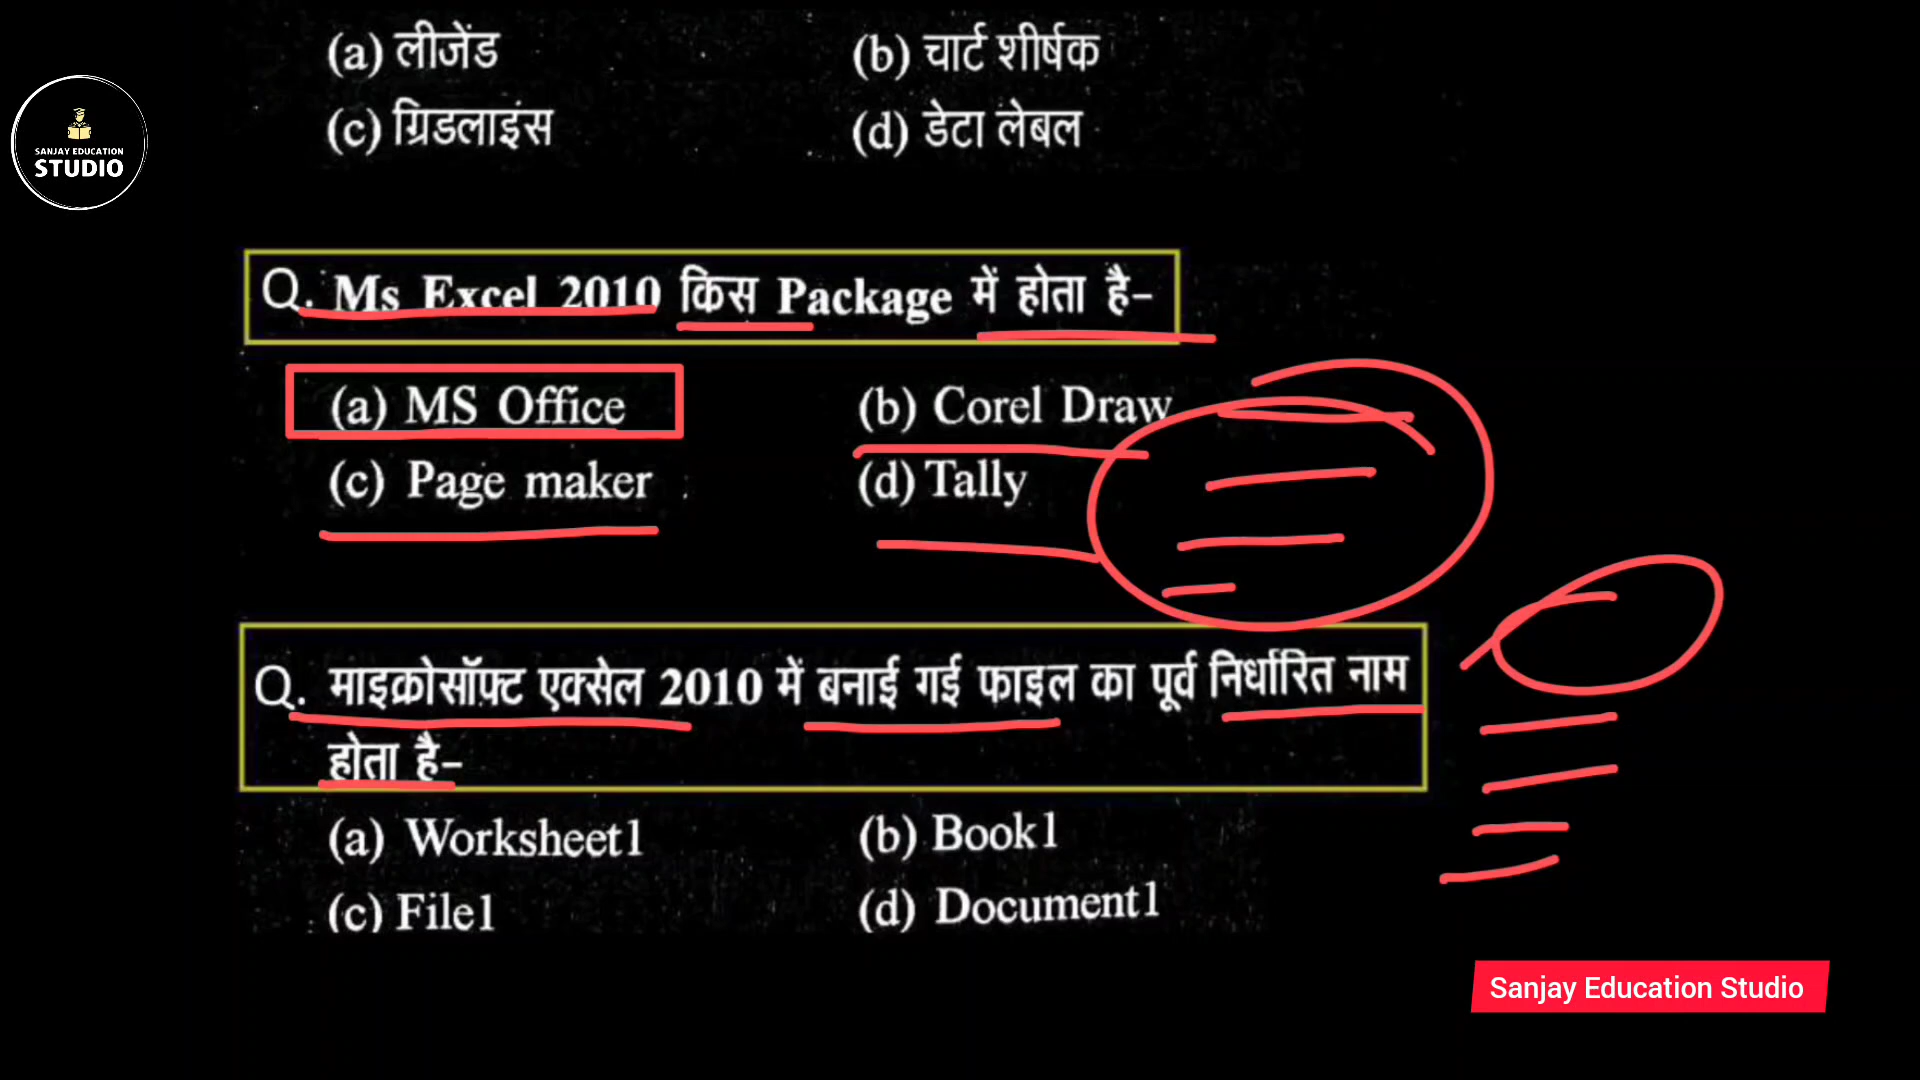 (a) लीजेंड (b) चार्ट शीर्षक
(c) ग्रिडलाइंस (d) डेटा लेबल
SANJAY EDUCATION
STUDIO
Q. Ms Excel 2010 किस Package में होता है–
(a) MS Office (b) Corel Draw
(c) Page maker (d) Tally
Q. माइक्रोसॉफ्ट एक्सेल 2010 में बनाई गई फाइल का पूर्व निर्धारित नाम
होता है–
(a) Worksheet1 (b) Book1
(c) File1 (d) Document1
Sanjay Education Studio